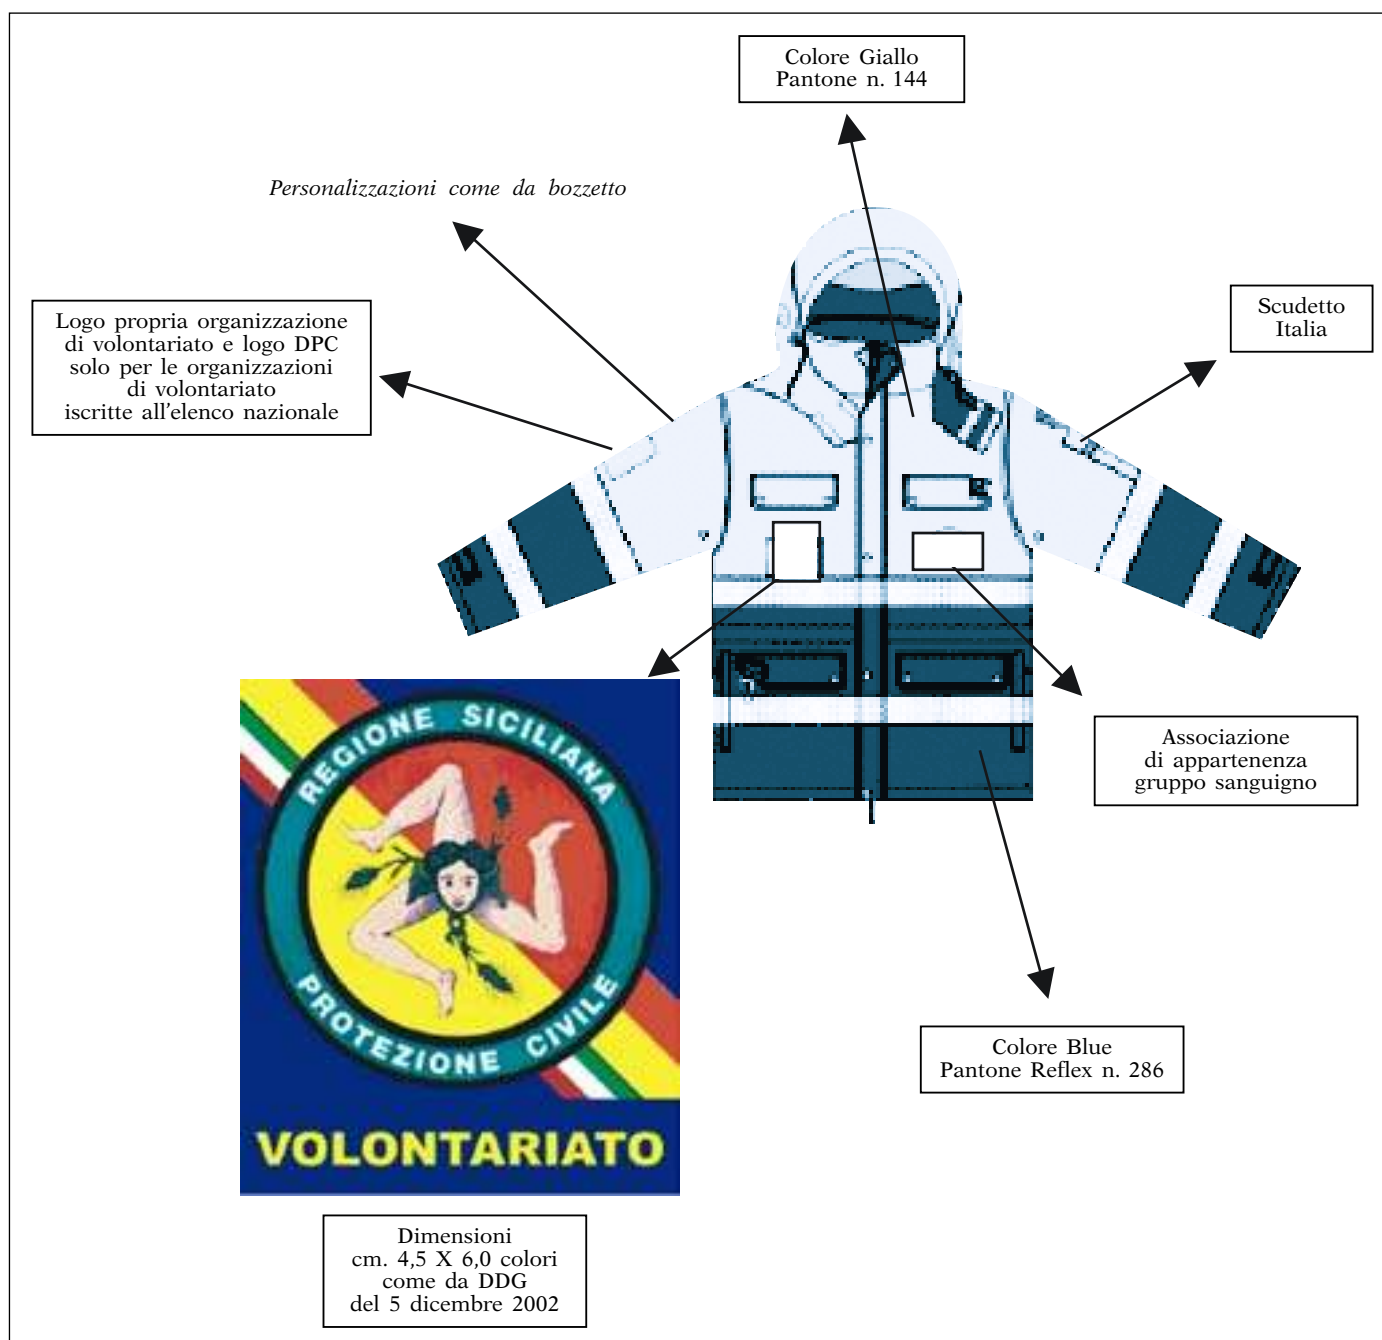 Colore Giallo
Pantone n. 144
Personalizzazioni come da bozzetto
Logo propria organizzazione
di volontariato e logo DPC
solo per le organizzazioni
di volontariato
iscritte all'elenco nazionale
Scudetto
Italia
Associazione
di appartenenza
gruppo sanguigno
REGIONE SICILIANA
PROTEZIONE CIVILE
VOLONTARIATO
Colore Blue
Pantone Reflex n. 286
Dimensioni
cm. 4,5 X 6,0 colori
come da DDG
del 5 dicembre 2002